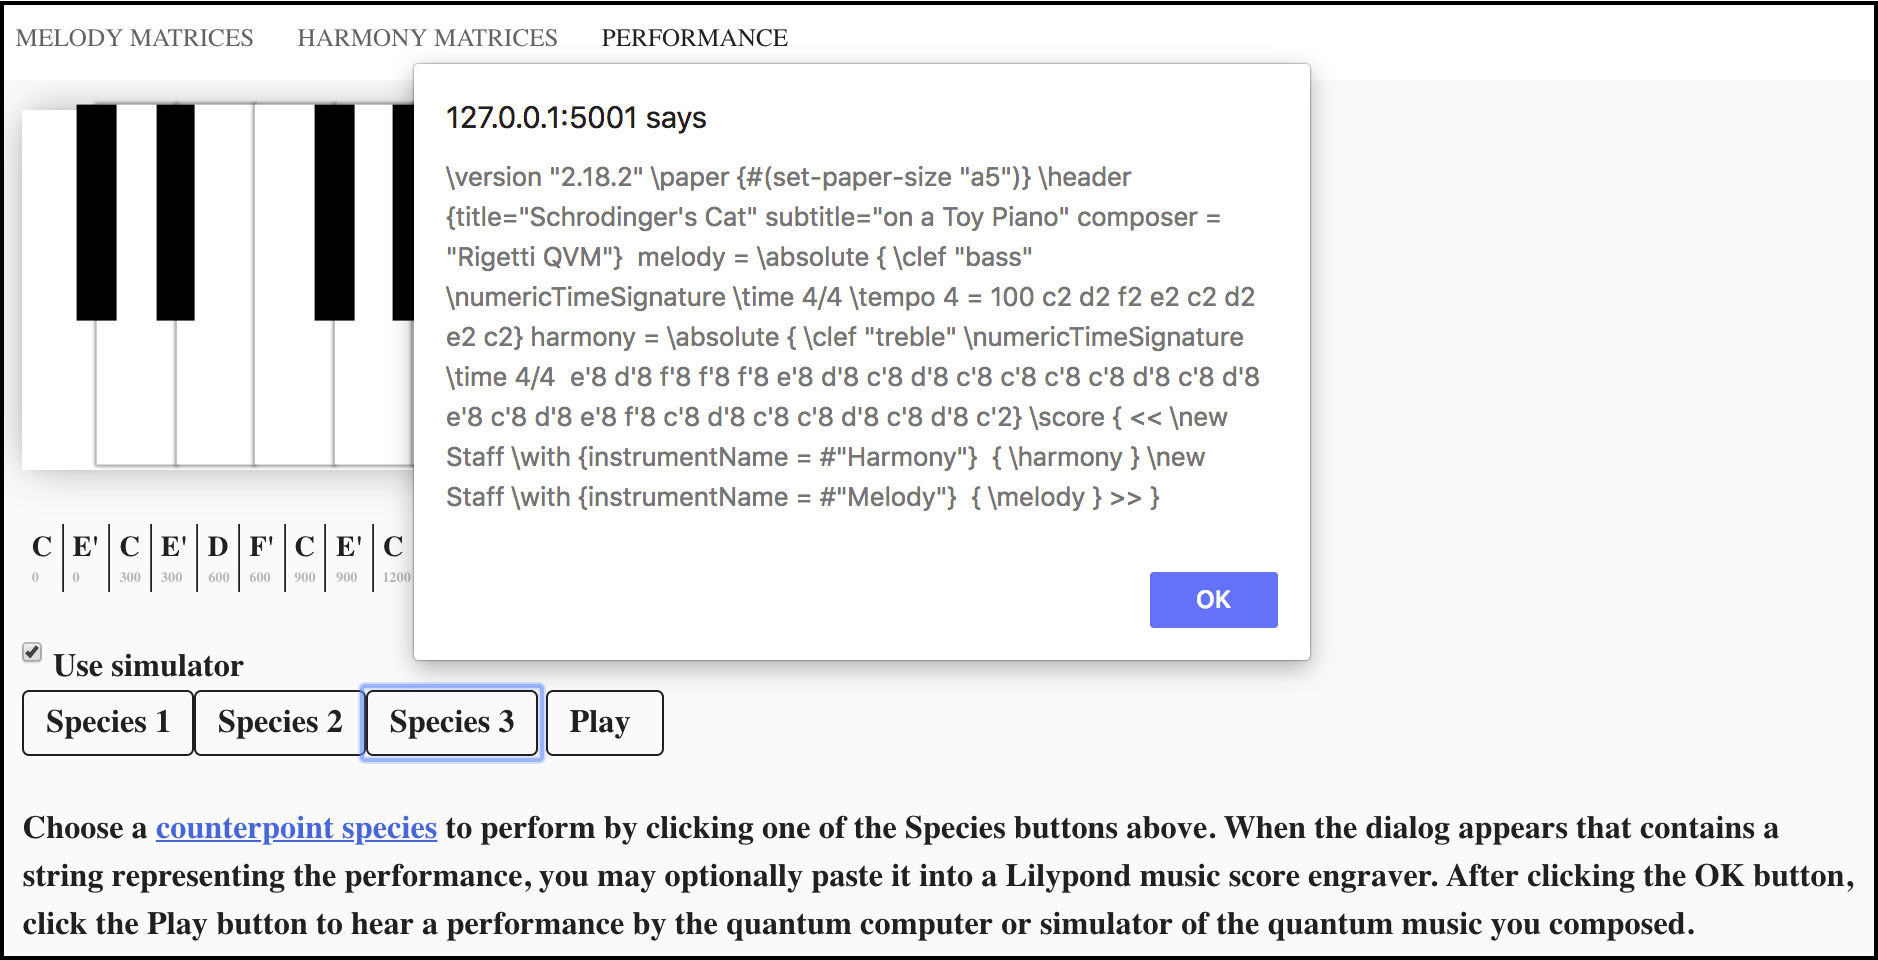 MELODY MATRICES HARMONY MATRICES PERFORMANCE
127.0.0.1:5001 says
\version "2.18.2" \paper {#(set-paper-size "a5")} \header
{title="Schrodinger's Cat" subtitle="on a Toy Piano" composer =
"Rigetti QVM"}  melody = \absolute { \clef "bass"
\numericTimeSignature \time 4/4 \tempo 4 = 100 c2 d2 f2 e2 c2 d2
e2 c2} harmony = \absolute { \clef "treble" \numericTimeSignature
\time 4/4  e'8 d'8 f'8 f'8 f'8 e'8 d'8 c'8 d'8 c'8 c'8 c'8 c'8 d'8 c'8 d'8
e'8 c'8 d'8 e'8 f'8 c'8 d'8 c'8 c'8 d'8 c'8 d'8 c'2} \score { << \new
Staff \with {instrumentName = #"Harmony"}  { \harmony } \new
Staff \with {instrumentName = #"Melody"}  { \melody } >> }
OK
C E' C E' D F' C E' C
0 0 300 300 600 600 900 900 1200
Use simulator
Species 1 Species 2 Species 3 Play
Choose a counterpoint species to perform by clicking one of the Species buttons above. When the dialog appears that contains a
string representing the performance, you may optionally paste it into a Lilypond music score engraver. After clicking the OK button,
click the Play button to hear a performance by the quantum computer or simulator of the quantum music you composed.